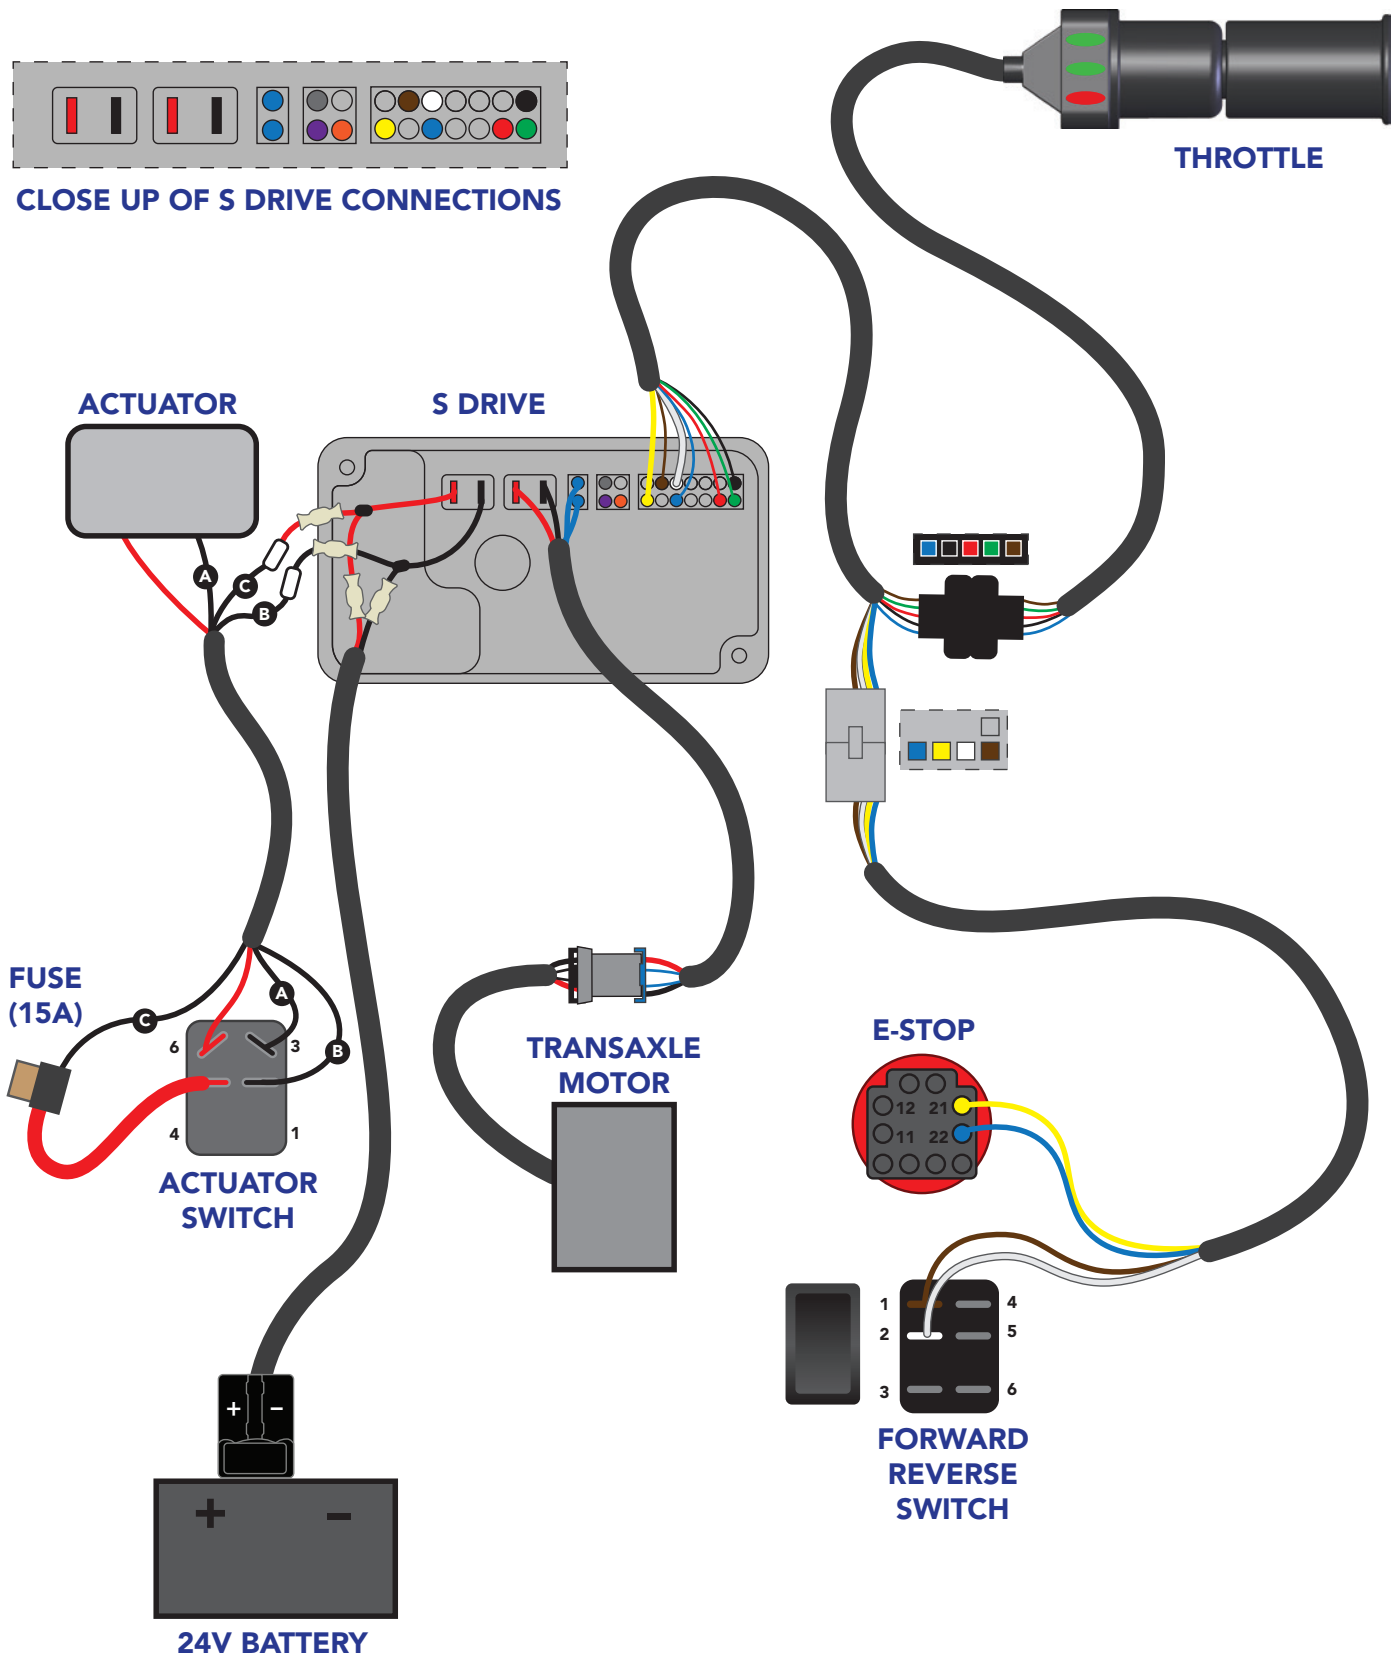 THROTTLE
CLOSE UP OF S DRIVE CONNECTIONS
ACTUATOR
S DRIVE
A
C
B
FUSE
(15A)
A
C
B
6
3
4
1
ACTUATOR
SWITCH
TRANSAXLE
MOTOR
E-STOP
12 21
11 22
1
4
2
5
3
6
FORWARD
REVERSE
SWITCH
+ −
+ −
24V BATTERY